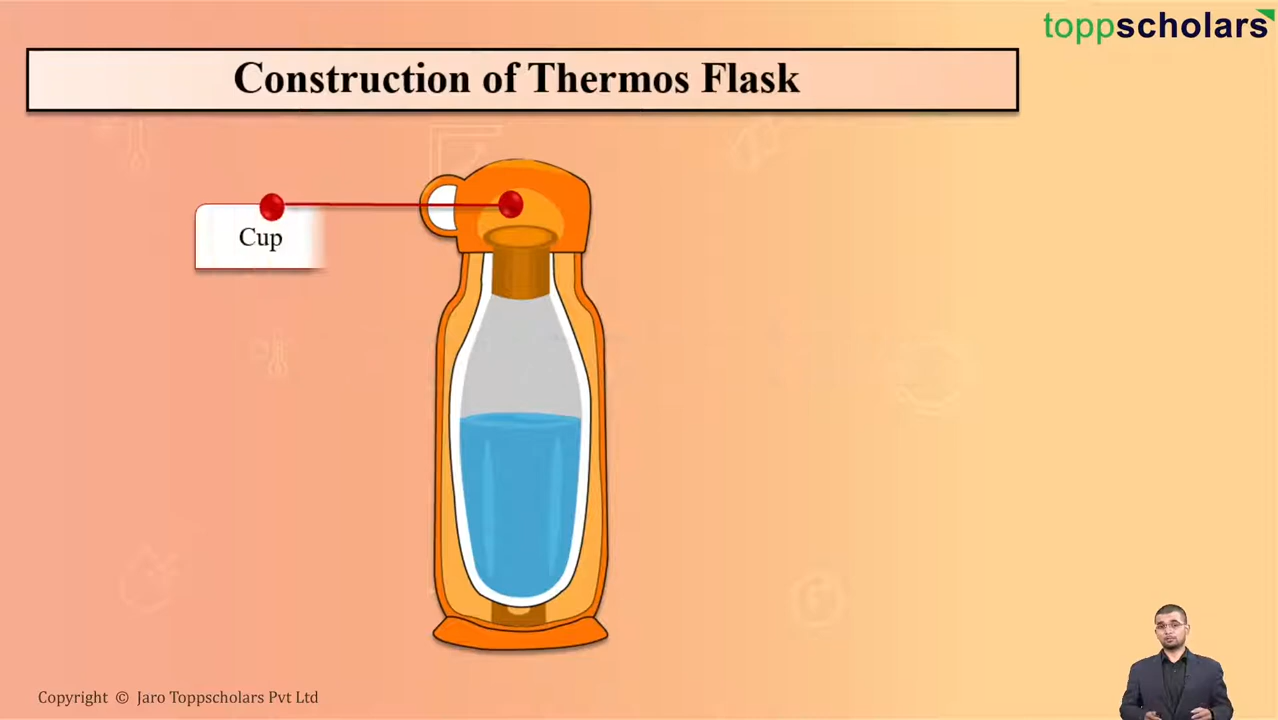 toppscholars
Construction of Thermos Flask
Cup
Copyright © Jaro Toppscholars Pvt Ltd